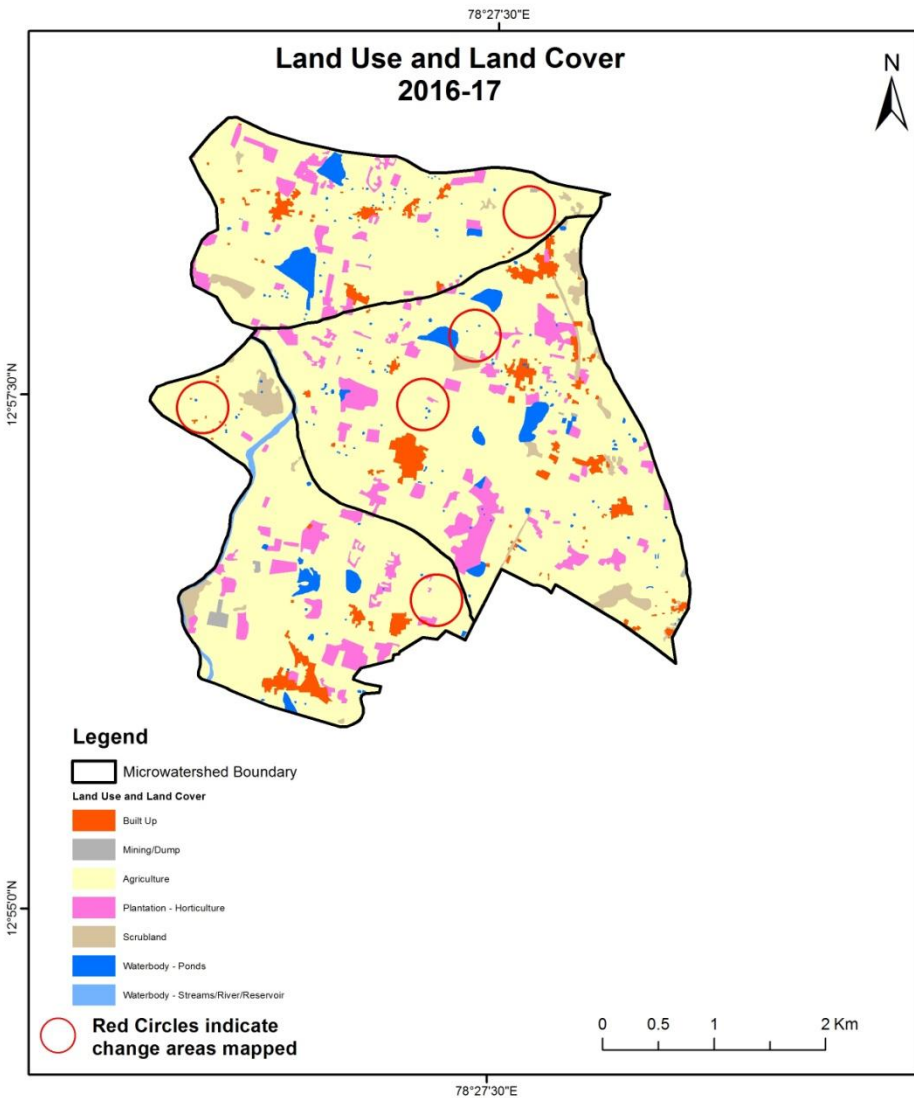 78°27'30"E
Land Use and Land Cover
2016-17
N
12°57'30"N
12°55'0"N
Legend
Microwatershed Boundary
Land Use and Land Cover
Built Up
Mining/Dump
Agriculture
Plantation - Horticulture
Scrubland
Waterbody - Ponds
Waterbody - Streams/River/Reservoir
Red Circles indicate
change areas mapped
0 0.5 1 2 Km
78°27'30"E